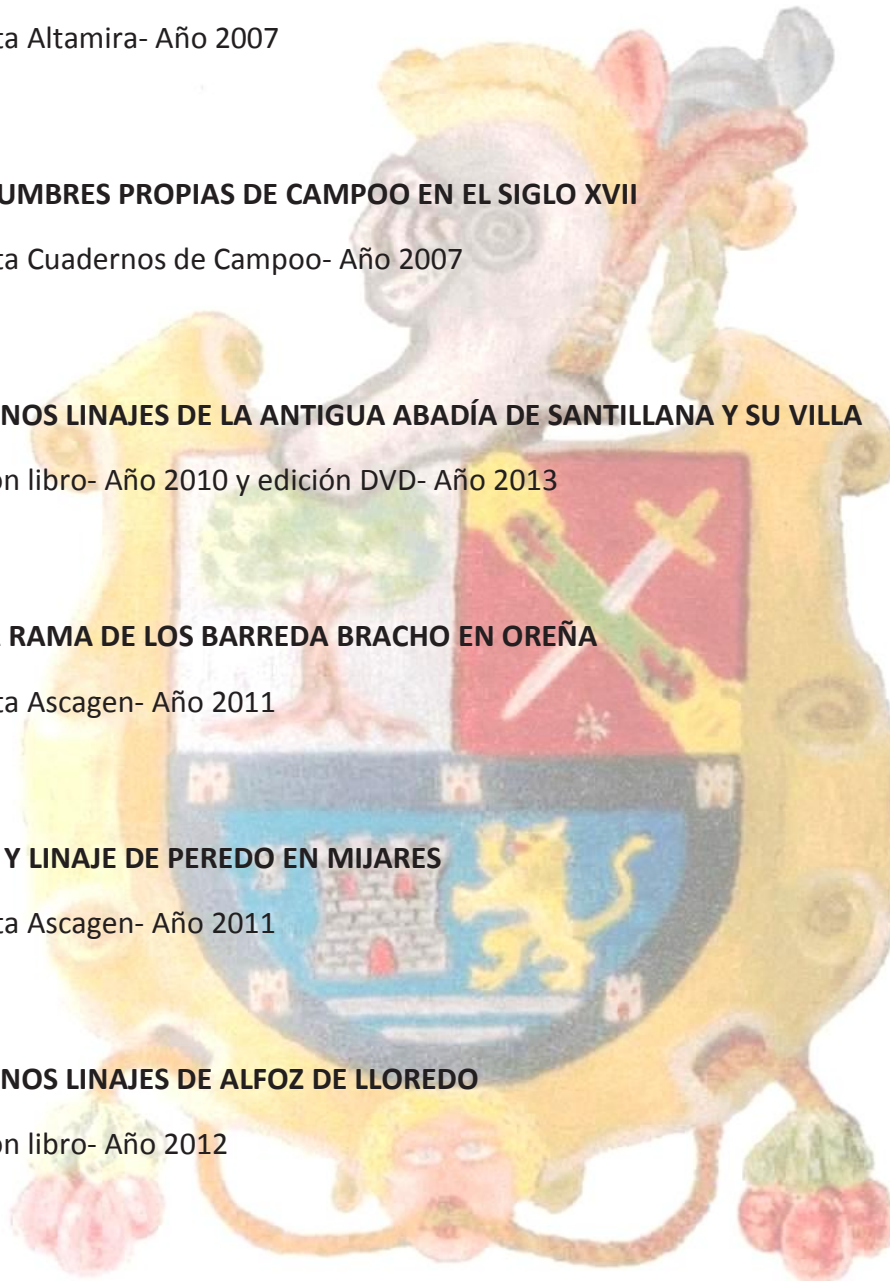 ta Altamira- Año 2007
UMBRES PROPIAS DE CAMPOO EN EL SIGLO XVII
ta Cuadernos de Campoo- Año 2007
NOS LINAJES DE LA ANTIGUA ABADÍA DE SANTILLANA Y SU VILLA
ón libro- Año 2010 y edición DVD- Año 2013
RAMA DE LOS BARREDA BRACHO EN OREÑA
ta Ascagen- Año 2011
Y LINAJE DE PEREDO EN MIJARES
ta Ascagen- Año 2011
NOS LINAJES DE ALFOZ DE LLOREDO
ón libro- Año 2012